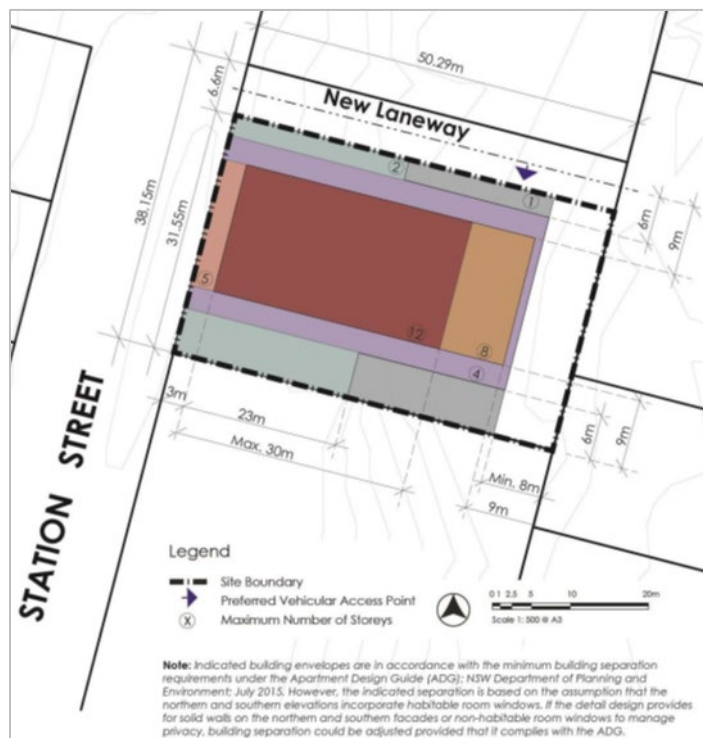 50.29m
6.6m
New Laneway
38.15m
31.55m
2
1
6m
9m
5
12
8
4
3m
23m
Max. 30m
6m
9m
Min. 8m
9m
STATION STREET
Legend
Site Boundary
Preferred Vehicular Access Point
X Maximum Number of Storeys
0 1 2.5 5 10 20m
Scale 1: 500 @ A3
Note: Indicated building envelopes are in accordance with the minimum building separation
requirements under the Apartment Design Guide (ADG); NSW Department of Planning and
Environment; July 2015. However, the indicated separation is based on the assumption that the
northern and southern elevations incorporate habitable room windows. If the detail design provides
for solid walls on the northern and southern facades or non-habitable room windows to manage
privacy, building separation could be adjusted provided that it complies with the ADG.